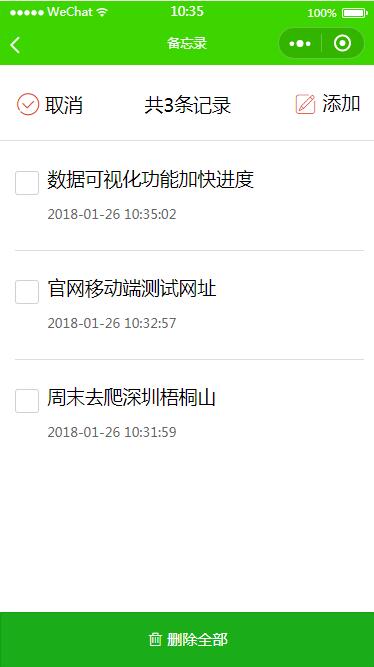 WeChat 10:35 100%
备忘录
取消 共3条记录 添加
数据可视化功能加快进度
2018-01-26 10:35:02
官网移动端测试网址
2018-01-26 10:32:57
周末去爬深圳梧桐山
2018-01-26 10:31:59
删除全部